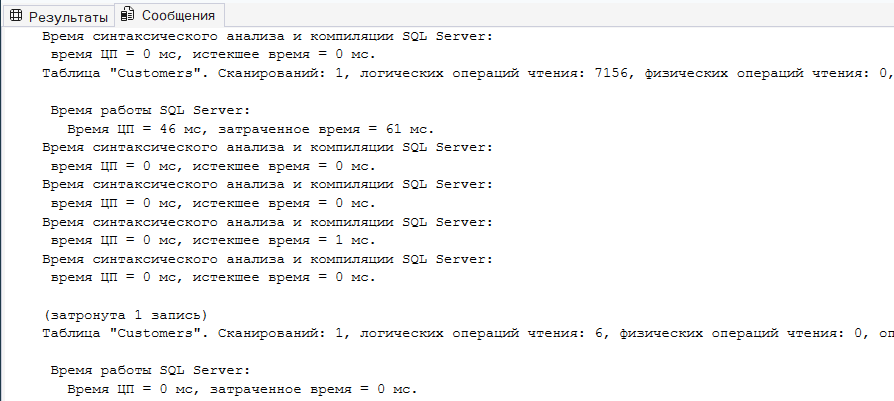 Результаты Сообщения
Время синтаксического анализа и компиляции SQL Server:
время ЦП = 0 мс, истекшее время = 0 мс.
Таблица "Customers". Сканирований: 1, логических операций чтения: 7156, физических операций чтения: 0,
Время работы SQL Server:
Время ЦП = 46 мс, затраченное время = 61 мс.
Время синтаксического анализа и компиляции SQL Server:
время ЦП = 0 мс, истекшее время = 0 мс.
Время синтаксического анализа и компиляции SQL Server:
время ЦП = 0 мс, истекшее время = 0 мс.
Время синтаксического анализа и компиляции SQL Server:
время ЦП = 0 мс, истекшее время = 1 мс.
Время синтаксического анализа и компиляции SQL Server:
время ЦП = 0 мс, истекшее время = 0 мс.
(затронута 1 запись)
Таблица "Customers". Сканирований: 1, логических операций чтения: 6, физических операций чтения: 0, оп
Время работы SQL Server:
Время ЦП = 0 мс, затраченное время = 0 мс.